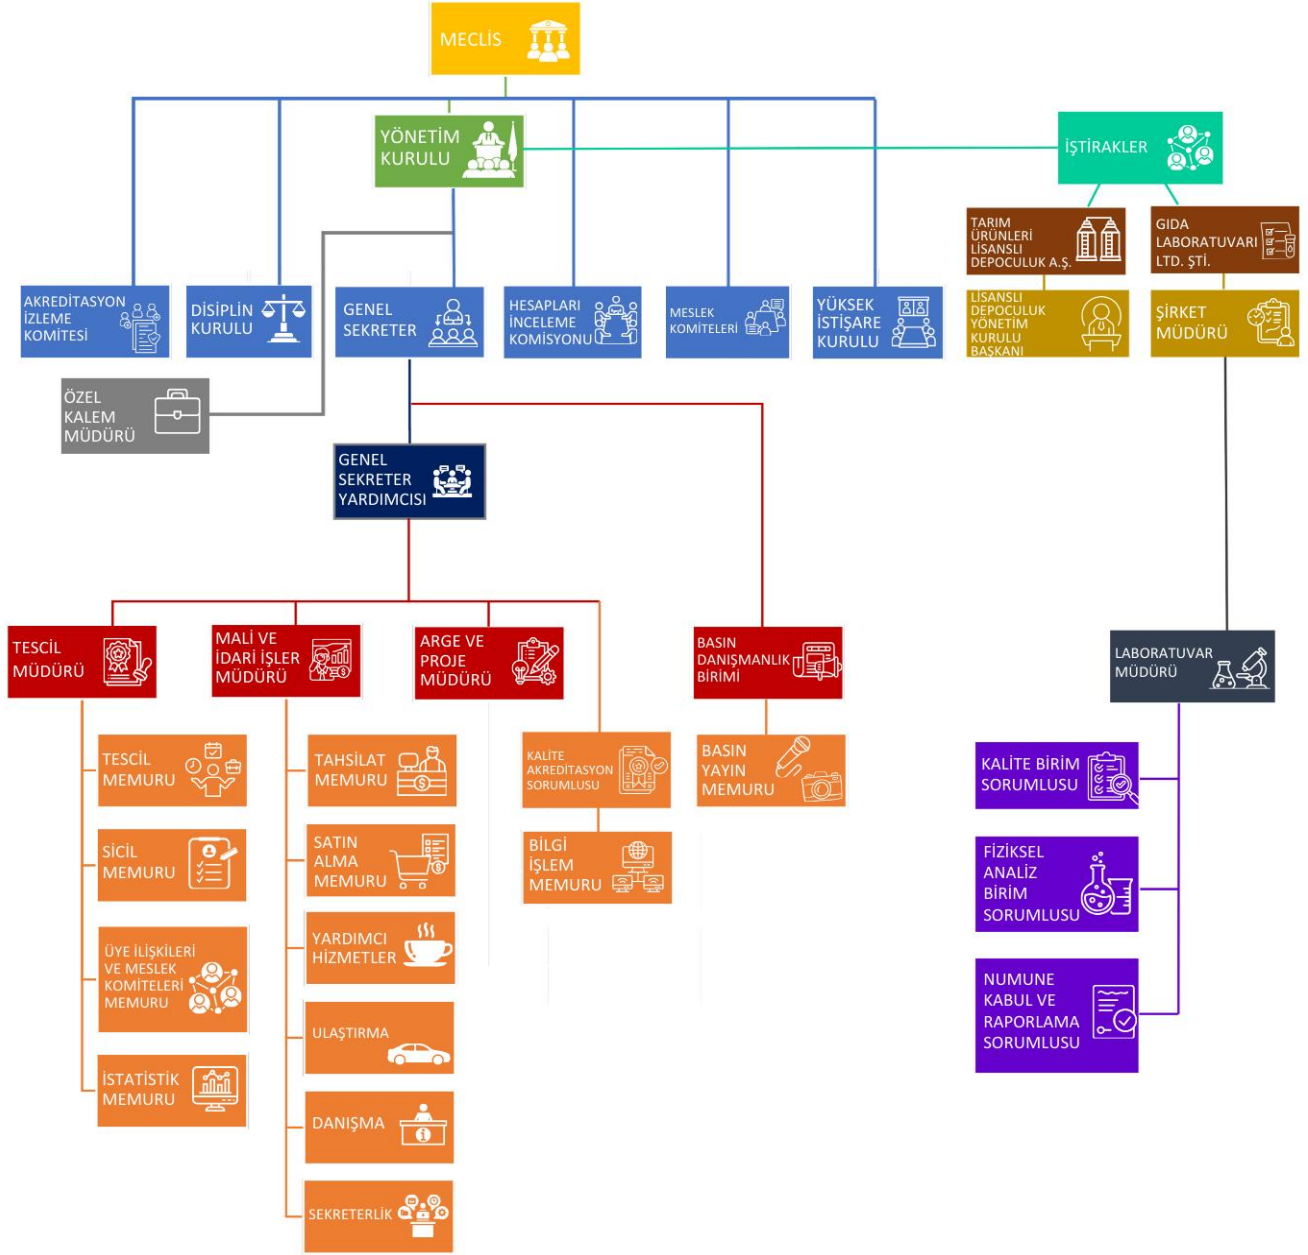 MECLİS
YÖNETİM
KURULU
İŞTİRAKLER
TARIM
ÜRÜNLERİ
LİSANSLI
DEPOCULUK A.Ş.
GIDA
LABORATUVARI
LTD. ŞTİ.
AKREDİTASYON
İZLEME
KOMİTESİ
DİSİPLİN
KURULU
GENEL
SEKRETER
HESAPLARI
İNCELEME
KOMİSYONU
MESLEK
KOMİTELERİ
YÜKSEK
İSTİŞARE
KURULU
LİSANSLI
DEPOCULUK
YÖNETİM
KURULU
BAŞKANI
ŞİRKET
MÜDÜRÜ
ÖZEL
KALEM
MÜDÜRÜ
GENEL
SEKRETER
YARDIMCISI
TESCİL
MÜDÜRÜ
MALİ VE
İDARİ İŞLER
MÜDÜRÜ
ARGE VE
PROJE
MÜDÜRÜ
BASIN
DANIŞMANLIK
BİRİMİ
LABORATUVAR
MÜDÜRÜ
TESCİL
MEMURU
TAHSİLAT
MEMURU
KALİTE
AKREDİTASYON
SORUMLUSU
BASIN
YAYIN
MEMURU
KALİTE BİRİM
SORUMLUSU
SİCİL
MEMURU
SATIN
ALMA
MEMURU
BİLGİ
İŞLEM
MEMURU
FİZİKSEL
ANALİZ
BİRİM
SORUMLUSU
ÜYE İLİŞKİLERİ
VE MESLEK
KOMİTELERİ
MEMURU
YARDIMCI
HİZMETLER
NUMUNE
KABUL VE
RAPORLAMA
SORUMLUSU
ULAŞTIRMA
İSTATİSTİK
MEMURU
DANIŞMA
SEKRETERLİK